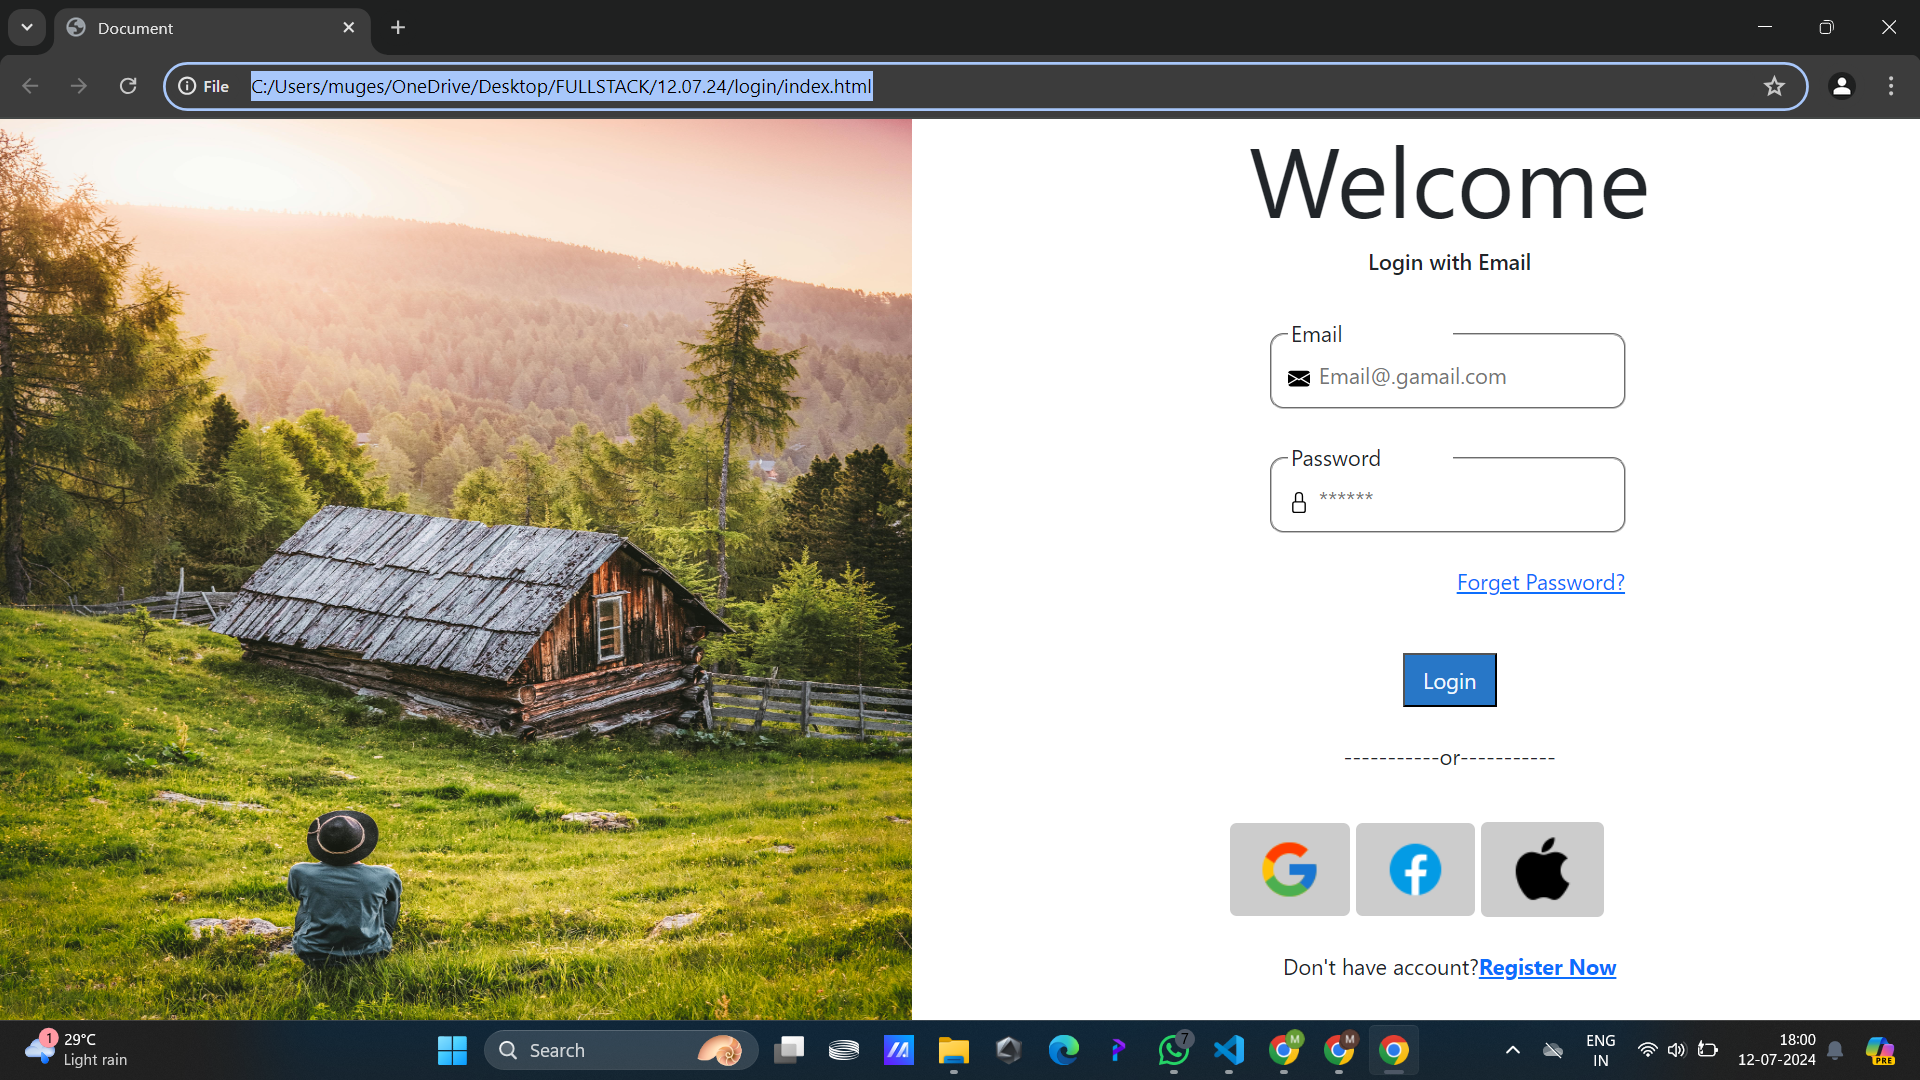 Document
File
C:/Users/muges/OneDrive/Desktop/FULLSTACK/12.07.24/login/index.html
Welcome
Login with Email
Email
Email@.gamail.com
Password
******
Forget Password?
Login
-----------or-----------
Don't have account?Register Now
1
29°C
Light rain
Search
7
M
M
ENG
IN
18:00
12-07-2024
PRE